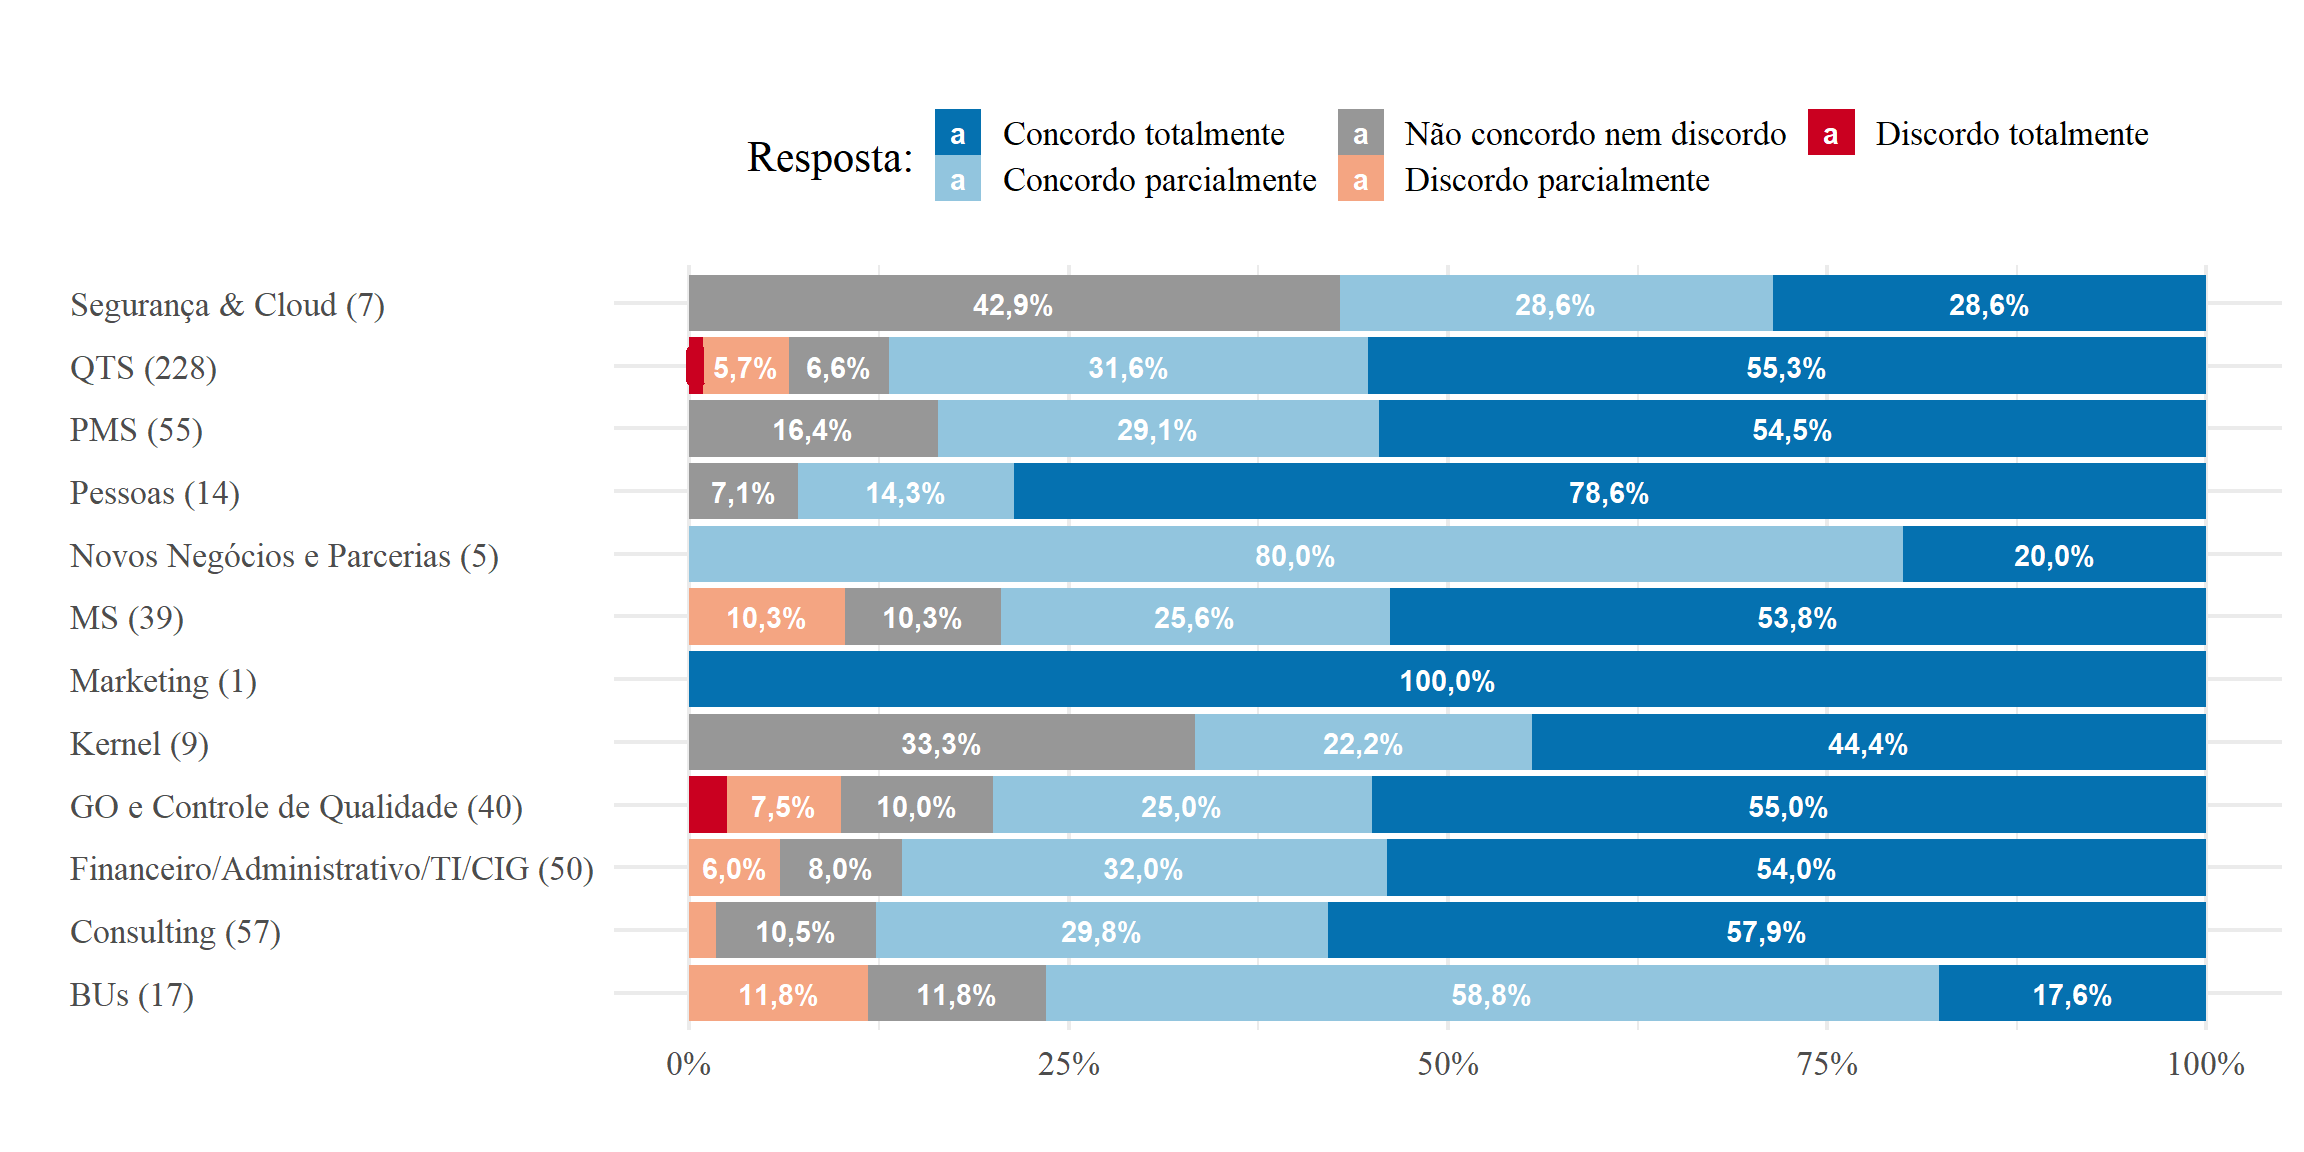 Resposta:
a Concordo totalmente
a Concordo parcialmente
a Não concordo nem discordo
a Discordo parcialmente
a Discordo totalmente
Segurança & Cloud (7) 42,9% 28,6% 28,6%
QTS (228) 5,7% 6,6% 31,6% 55,3%
PMS (55) 16,4% 29,1% 54,5%
Pessoas (14) 7,1% 14,3% 78,6%
Novos Negócios e Parcerias (5) 80,0% 20,0%
MS (39) 10,3% 10,3% 25,6% 53,8%
Marketing (1) 100,0%
Kernel (9) 33,3% 22,2% 44,4%
GO e Controle de Qualidade (40) 7,5% 10,0% 25,0% 55,0%
Financeiro/Administrativo/TI/CIG (50) 6,0% 8,0% 32,0% 54,0%
Consulting (57) 10,5% 29,8% 57,9%
BUs (17) 11,8% 11,8% 58,8% 17,6%
0% 25% 50% 75% 100%